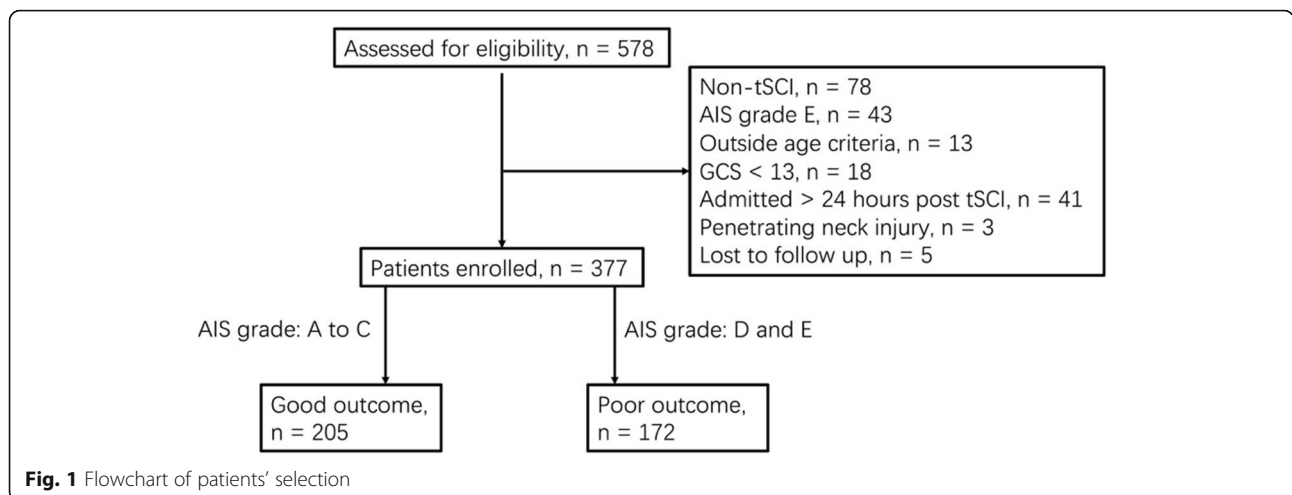 Assessed for eligibility, n = 578
Non-tSCI, n = 78
AIS grade E, n = 43
Outside age criteria, n = 13
GCS < 13, n = 18
Admitted > 24 hours post tSCI, n = 41
Penetrating neck injury, n = 3
Lost to follow up, n = 5
Patients enrolled, n = 377
AIS grade: A to C
AIS grade: D and E
Good outcome,
n = 205
Poor outcome,
n = 172
Fig. 1 Flowchart of patients' selection